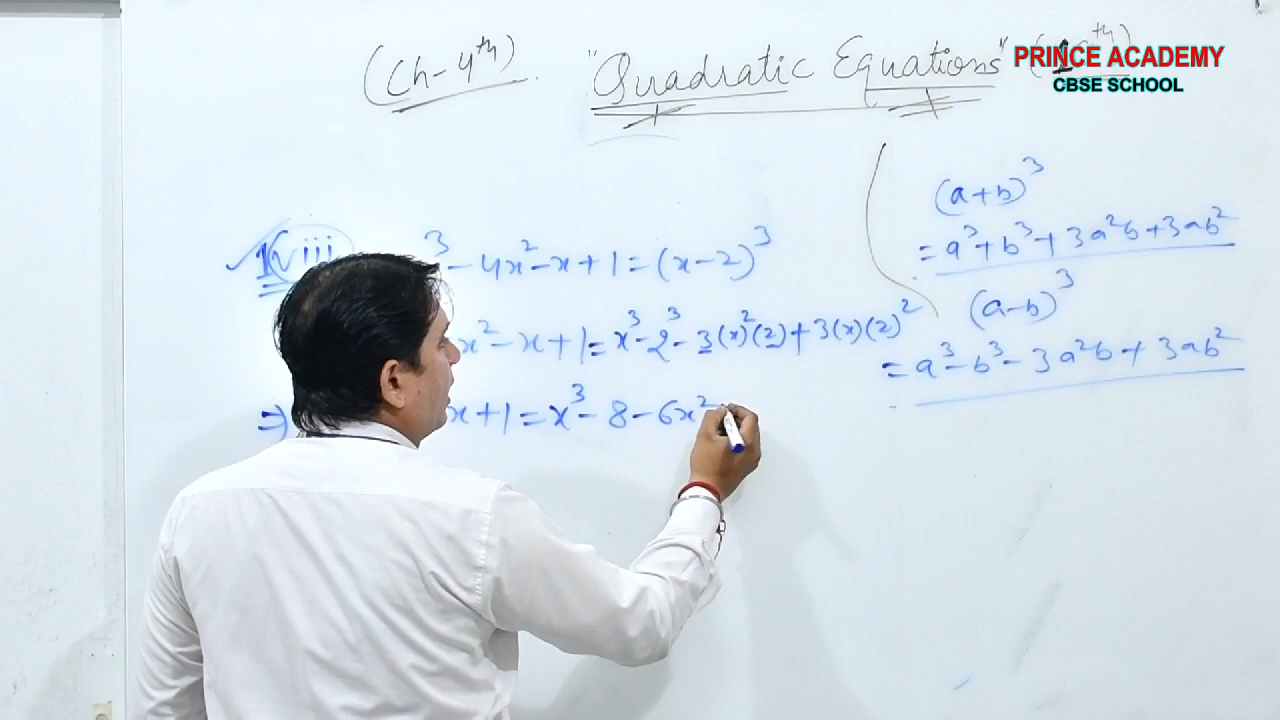 (Ch-4th) "Quadratic Equations" (10th)
PRINCE ACADEMY
CBSE SCHOOL
1(viii) ³-4x²-x+1=(x-2)³
x²-x+1=x³-2³-3(x)²(2)+3(x)(2)²
⇒ x+1=x³-8-6x²
(a+b)³
=a³+b³+3a²b+3ab²
(a-b)³
=a³-b³-3a²b+3ab²